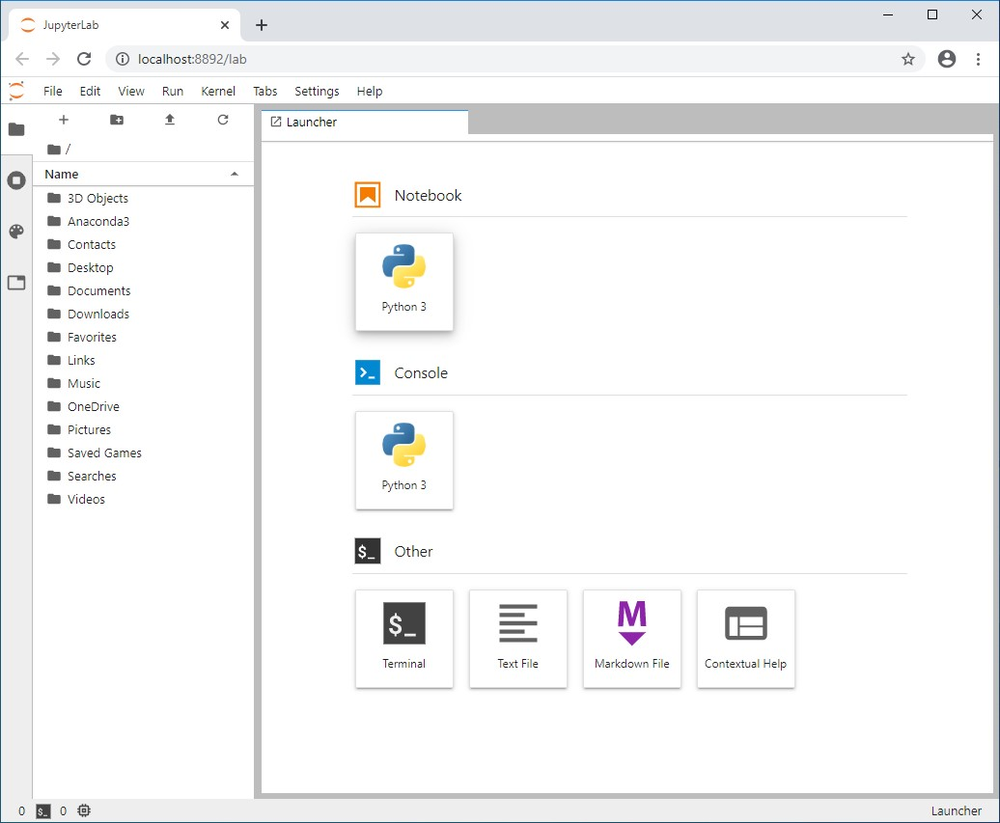 JupyterLab
localhost:8892/lab
File Edit View Run Kernel Tabs Settings Help
/
Name
3D Objects
Anaconda3
Contacts
Desktop
Documents
Downloads
Favorites
Links
Music
OneDrive
Pictures
Saved Games
Searches
Videos
Launcher
Notebook
Python 3
Console
>_
Python 3
$_ Other
$_ M
Terminal Text File Markdown File Contextual Help
0 $_ 0 Launcher